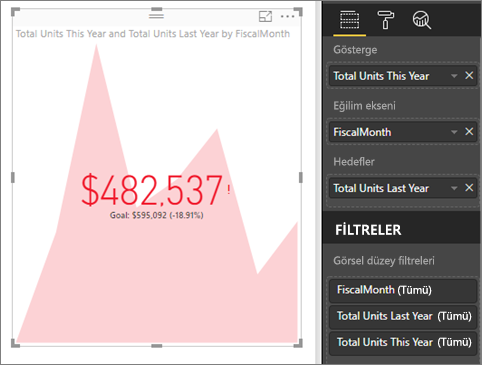 Total Units This Year and Total Units Last Year by FiscalMonth
$482,537!
Goal: $595,092 (-18.91%)
Gösterge
Total Units This Year
Eğilim ekseni
FiscalMonth
Hedefler
Total Units Last Year
FİLTRELER
Görsel düzey filtreleri
FiscalMonth (Tümü)
Total Units Last Year (Tümü)
Total Units This Year (Tümü)